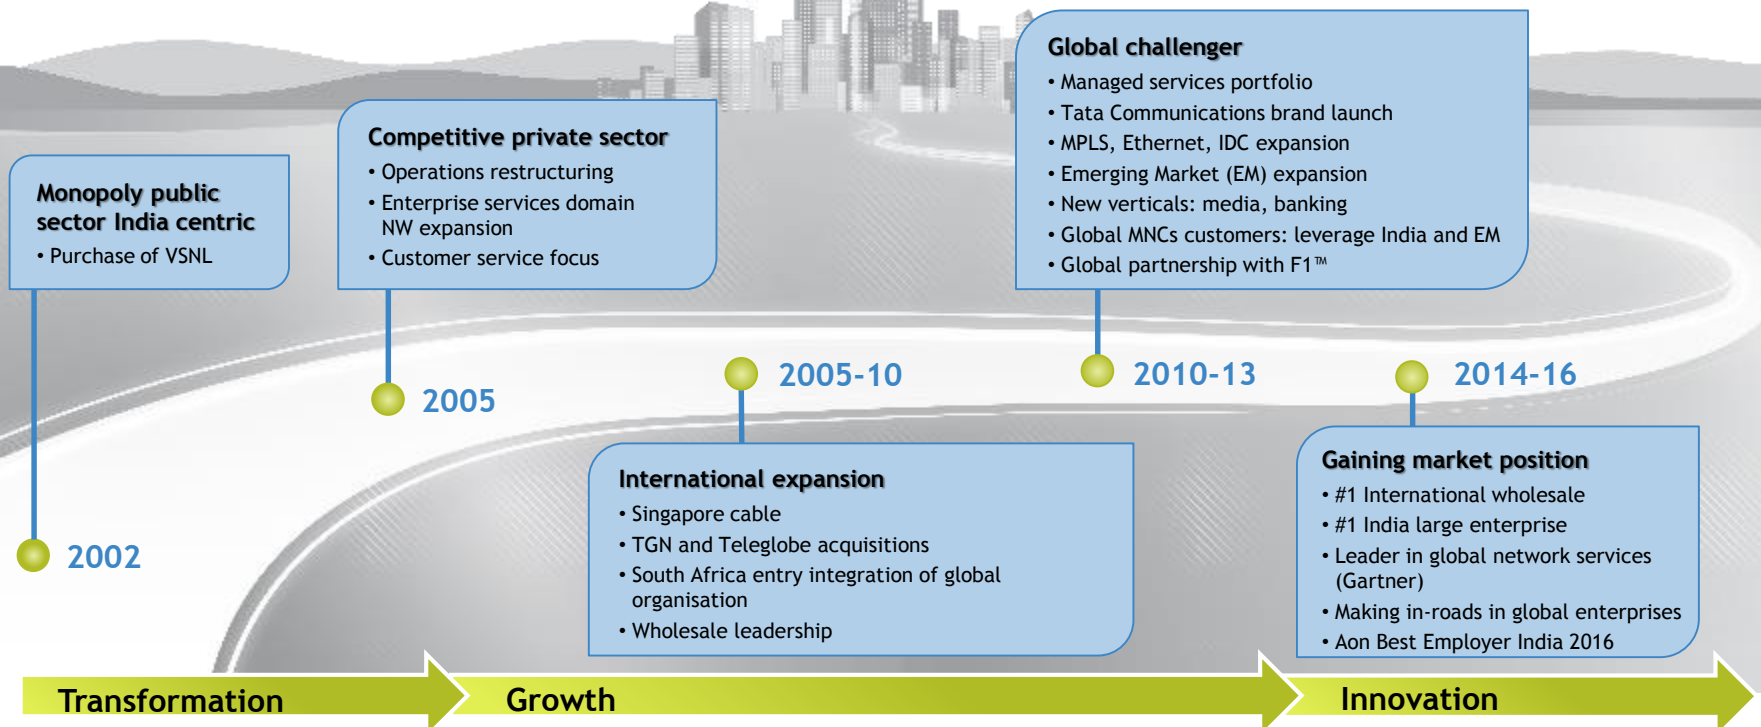 Monopoly public
sector India centric
• Purchase of VSNL
2002
Competitive private sector
• Operations restructuring
• Enterprise services domain
NW expansion
• Customer service focus
2005
2005-10
International expansion
• Singapore cable
• TGN and Teleglobe acquisitions
• South Africa entry integration of global
organisation
• Wholesale leadership
Global challenger
• Managed services portfolio
• Tata Communications brand launch
• MPLS, Ethernet, IDC expansion
• Emerging Market (EM) expansion
• New verticals: media, banking
• Global MNCs customers: leverage India and EM
• Global partnership with F1™
2010-13
2014-16
Gaining market position
• #1 International wholesale
• #1 India large enterprise
• Leader in global network services
(Gartner)
• Making in-roads in global enterprises
• Aon Best Employer India 2016
Transformation
Growth
Innovation